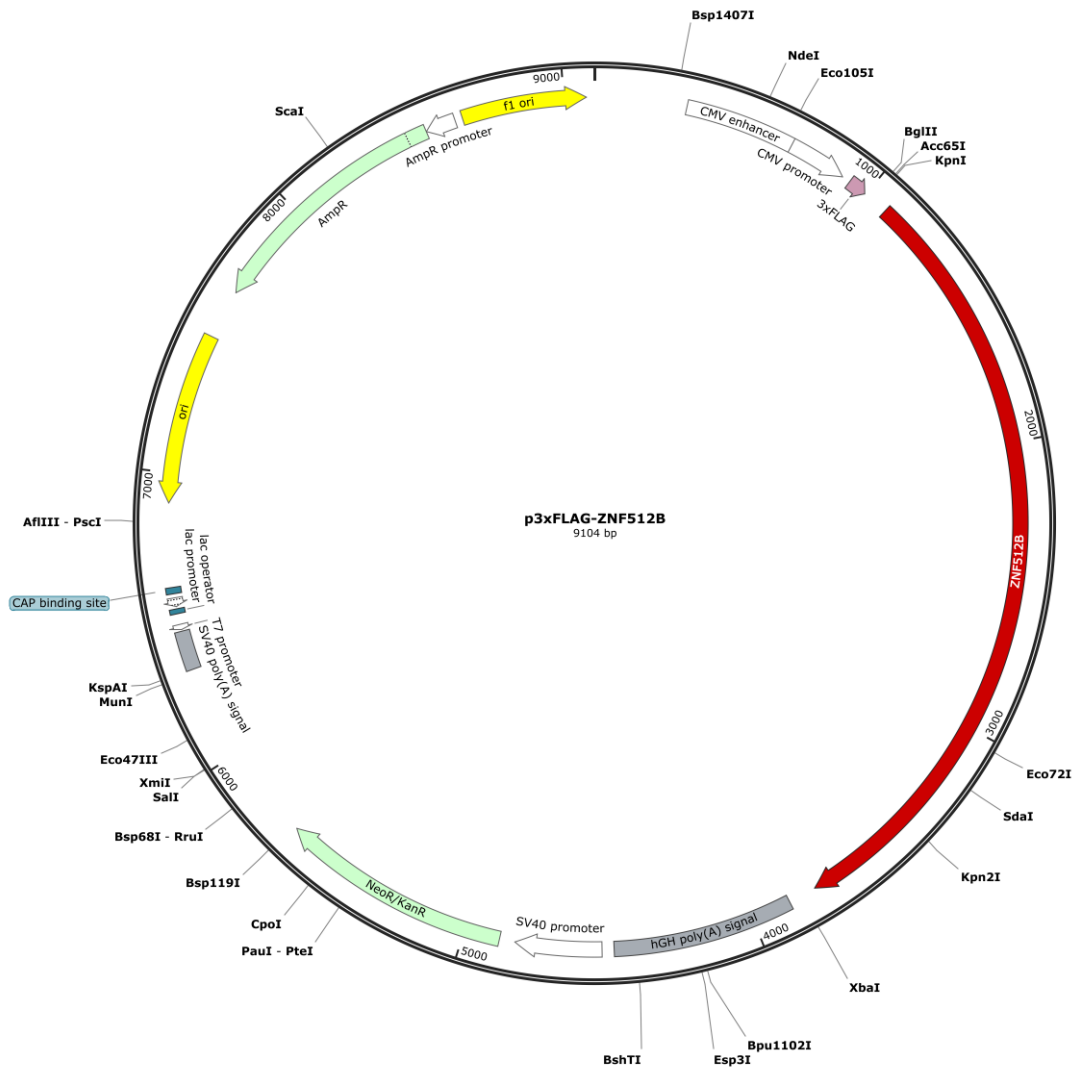 Bsp1407I
NdeI
Eco105I
BglII
Acc65I
KpnI
1000
CMV enhancer
CMV promoter
3xFLAG
2000
ZNF512B
3000
Eco72I
SdaI
Kpn2I
XbaI
4000
hGH poly(A) signal
Bpu1102I
Esp3I
BshTI
SV40 promoter
5000
NeoR/KanR
PauI - PteI
CpoI
Bsp119I
Bsp68I - RruI
SalI
XmiI
6000
Eco47III
MunI
KspAI
SV40 poly(A) signal
T7 promoter
lac operator
lac promoter
CAP binding site
AflIII - PscI
7000
ori
8000
AmpR
ScaI
AmpR promoter
f1 ori
9000
p3xFLAG-ZNF512B
9104 bp